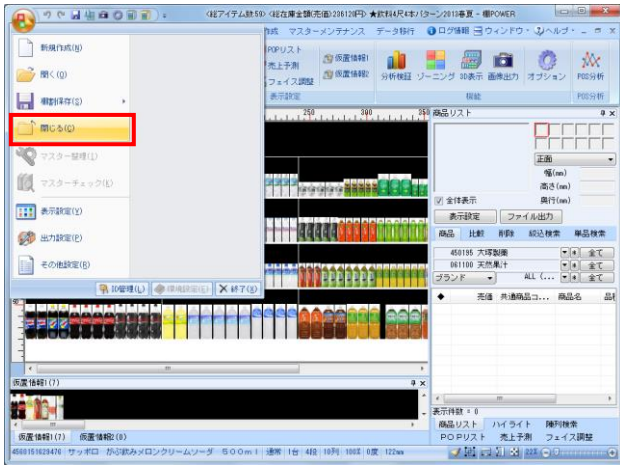 <総アイテム数:59> <総在庫金額(売価):236120円> ★飲料4尺4本パターン2013春夏 - 棚POWER
マスターメンテナンス データ移行 ログ情報 ウィンドウ ヘルプ
新規作成(N)
開く(O)
棚割保存(S)
閉じる(C)
マスター管理(L)
マスターチェック(K)
表示設定(V)
出力設定(P)
その他設定(R)
ID管理(L) 環境設定(E) 終了(X)
POPリスト
売上予測
フェイス調整
仮置情報1
仮置情報2
表示設定
分析検証 ゾーニング 3D表示 画像出力 オプション
機能
POS分析
POS分析
250 300 350
商品リスト
正面
幅(mm)
高さ(mm)
奥行(mm)
全体表示
表示設定 ファイル出力
商品 比較 削除 絞込検索 単品検索
450195 大塚製薬 * 全て
061100 天然果汁 * 全て
ブランド ALL (... * 全て
◆ 売価 共通商品コ... 商品名
表示件数 = 0
商品リスト ハイライト 陳列検索
POPリスト 売上予測 フェイス調整
仮置情報1(7)
仮置情報1(7) 仮置情報2(0)
4560151629470 サッポロ がぶ飲みメロンクリームソーダ 500ml 通常 1台 4段 10列 100% 0度 122mm
22%